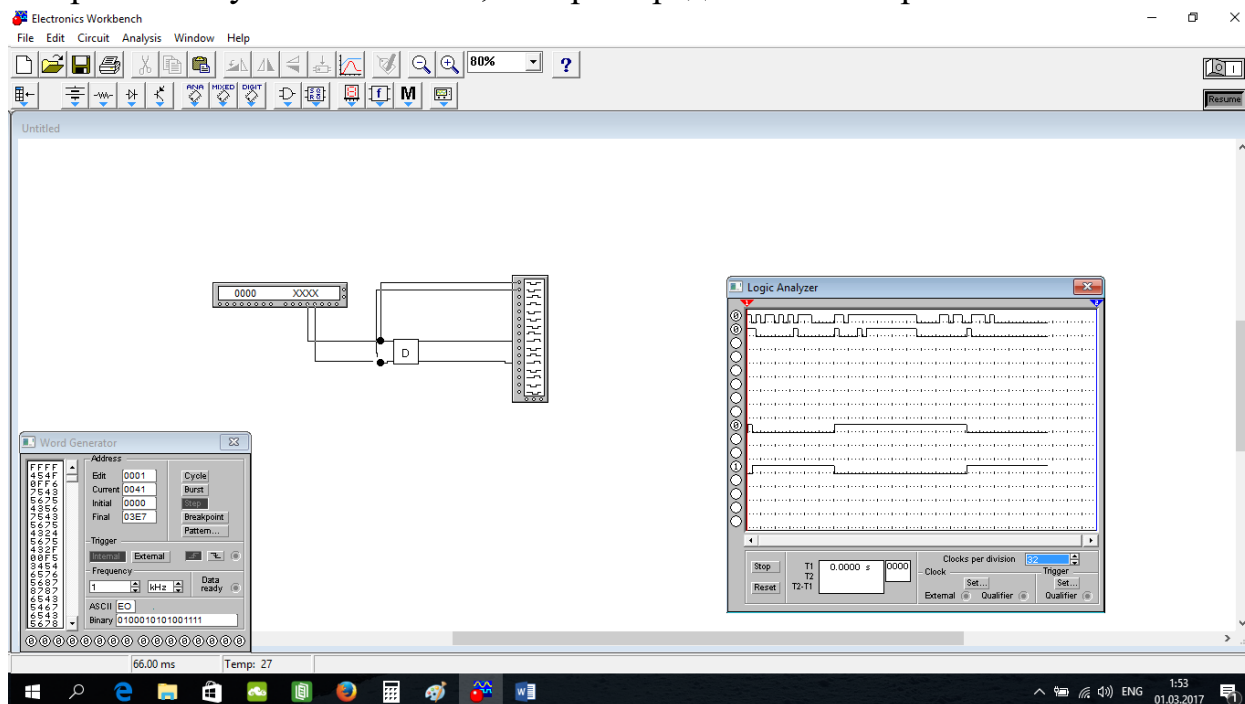 Electronics Workbench
File Edit Circuit Analysis Window Help
80%
?
ANA MIXED DIGIT
M
Resume
Untitled
0000 XXXX
D
Logic Analyzer
Stop
Reset
T1 0.0000 s 0000
T2
T2-T1
Clocks per division 32
Clock
Set...
External Qualifier
Trigger
Set...
Qualifier
Word Generator
FFFF
454F
0FF6
7543
5675
4356
7543
5675
4324
5675
432F
00F5
3454
6576
5687
8787
6543
5467
6543
5678
Address
Edit 0001
Current 0041
Initial 0000
Final 03E7
Cycle
Burst
Step
Breakpoint
Pattern...
Trigger
Internal External
Frequency
1 kHz
Data
ready
ASCII EO
Binary 0100010101001111
66.00 ms Temp: 27
ENG
1:53
01.03.2017